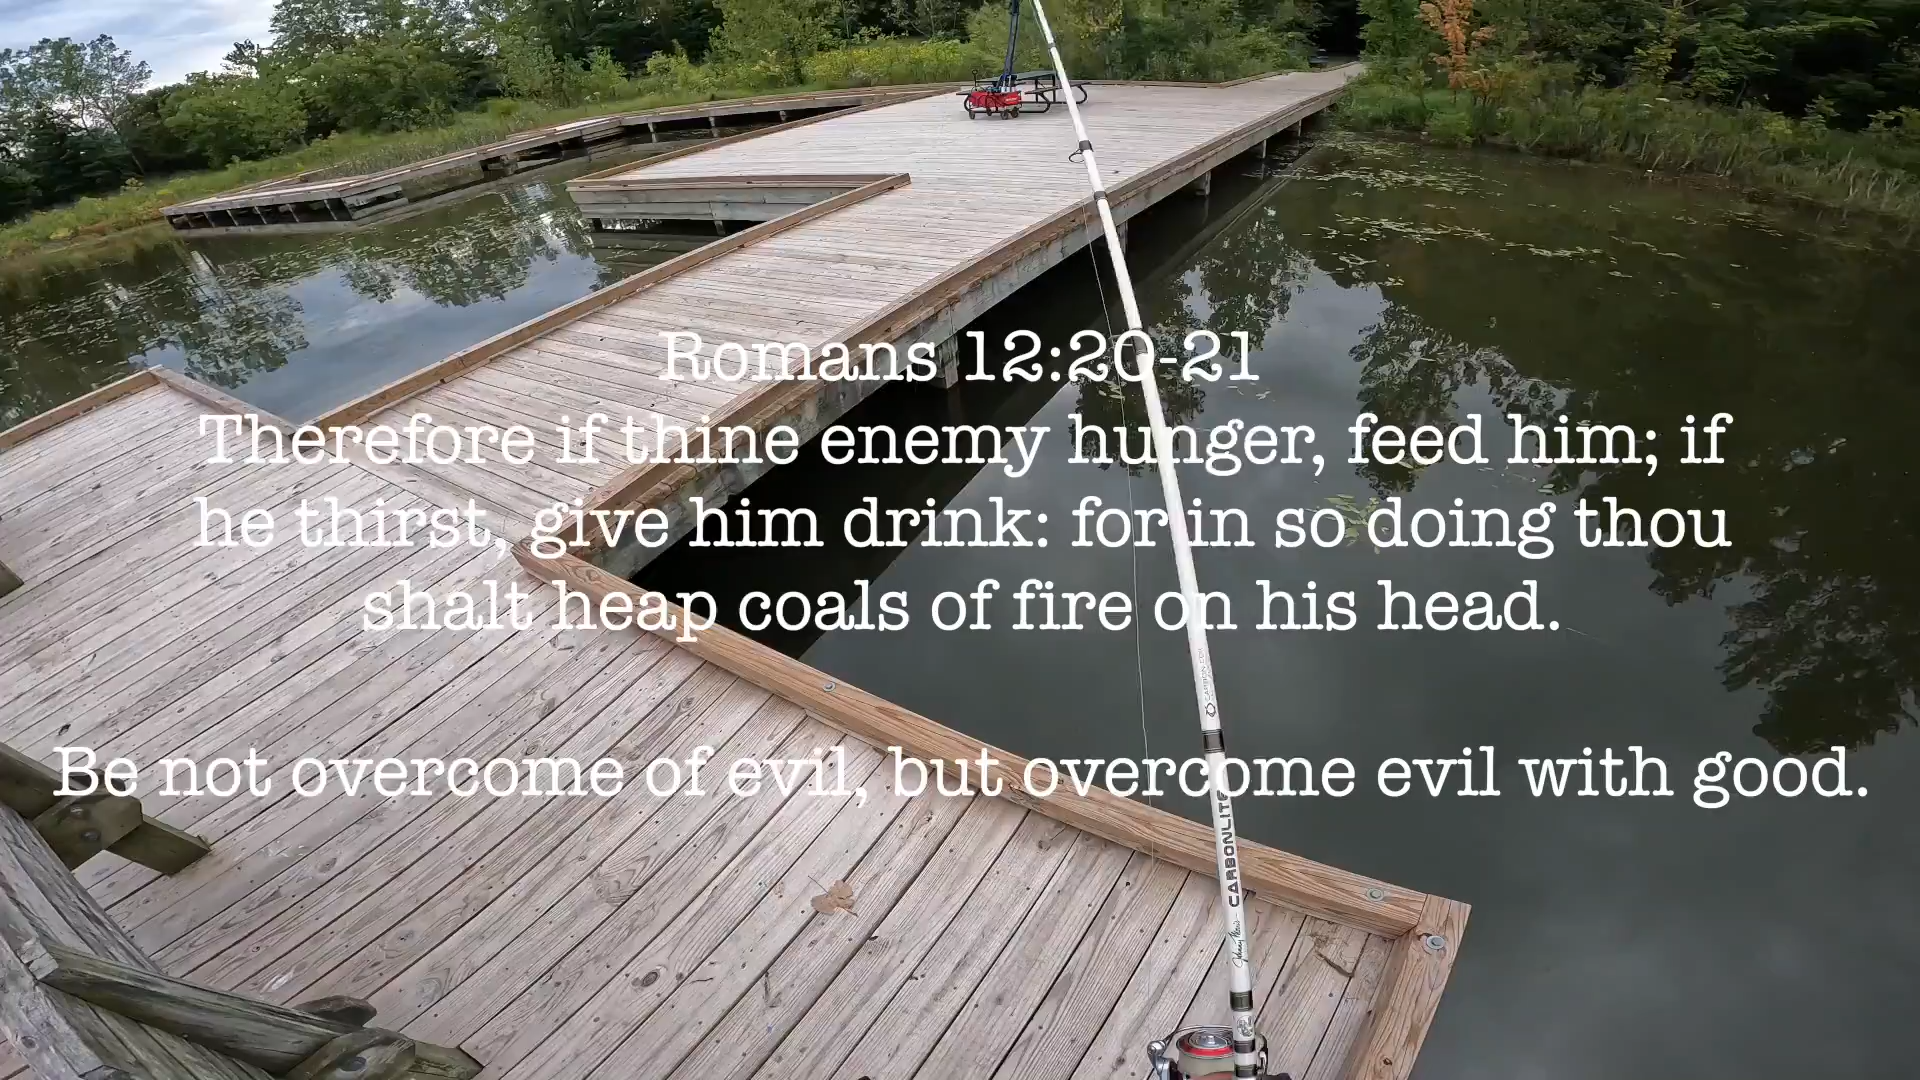 Romans 12:20-21
Therefore if thine enemy hunger, feed him; if
he thirst, give him drink: for in so doing thou
shalt heap coals of fire on his head.
Be not overcome of evil, but overcome evil with good.
CARBONLITE
Johnny Morris